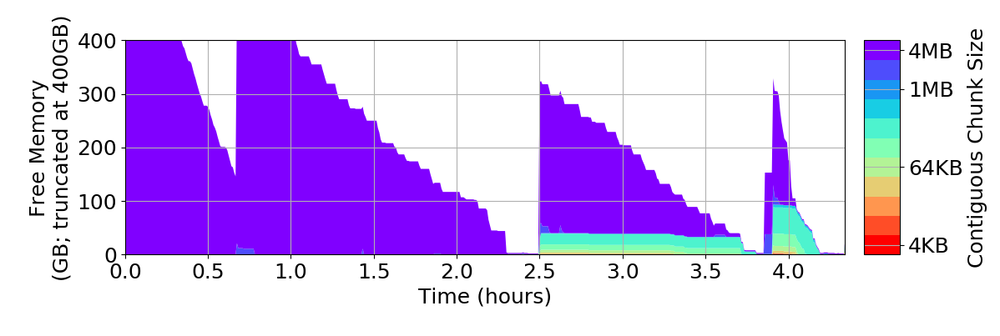 Free Memory
(GB; truncated at 400GB)
400
300
200
100
0
0.0 0.5 1.0 1.5 2.0 2.5 3.0 3.5 4.0
Time (hours)
4MB
1MB
64KB
4KB
Contiguous Chunk Size